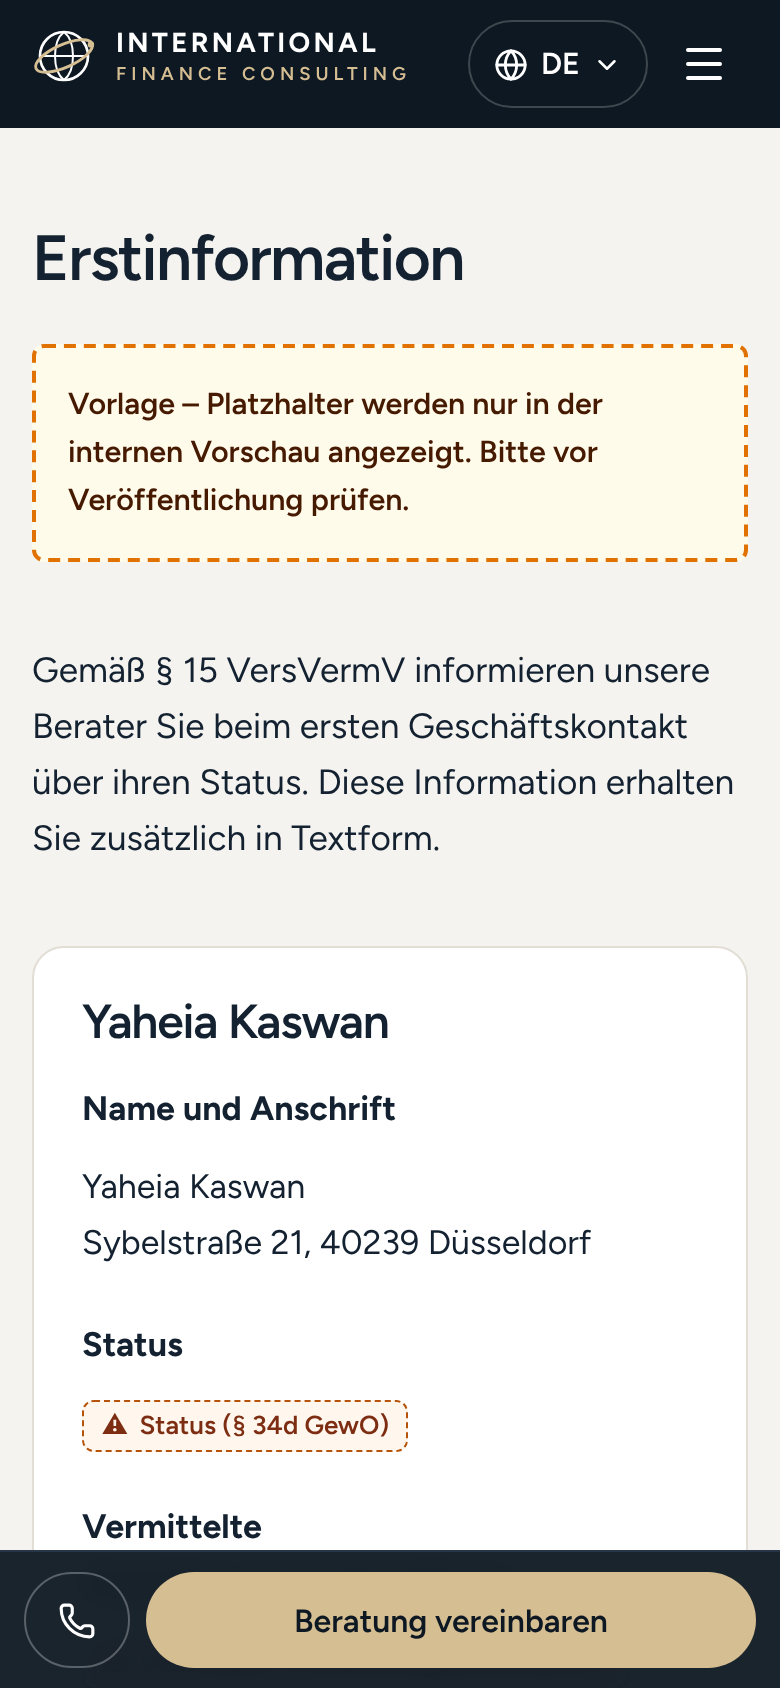 INTERNATIONAL
FINANCE CONSULTING
DE
Erstinformation
Vorlage – Platzhalter werden nur in der
internen Vorschau angezeigt. Bitte vor
Veröffentlichung prüfen.
Gemäß § 15 VersVermV informieren unsere
Berater Sie beim ersten Geschäftskontakt
über ihren Status. Diese Information erhalten
Sie zusätzlich in Textform.
Yaheia Kaswan
Name und Anschrift
Yaheia Kaswan
Sybelstraße 21, 40239 Düsseldorf
Status
Status (§ 34d GewO)
Vermittelte
Beratung vereinbaren